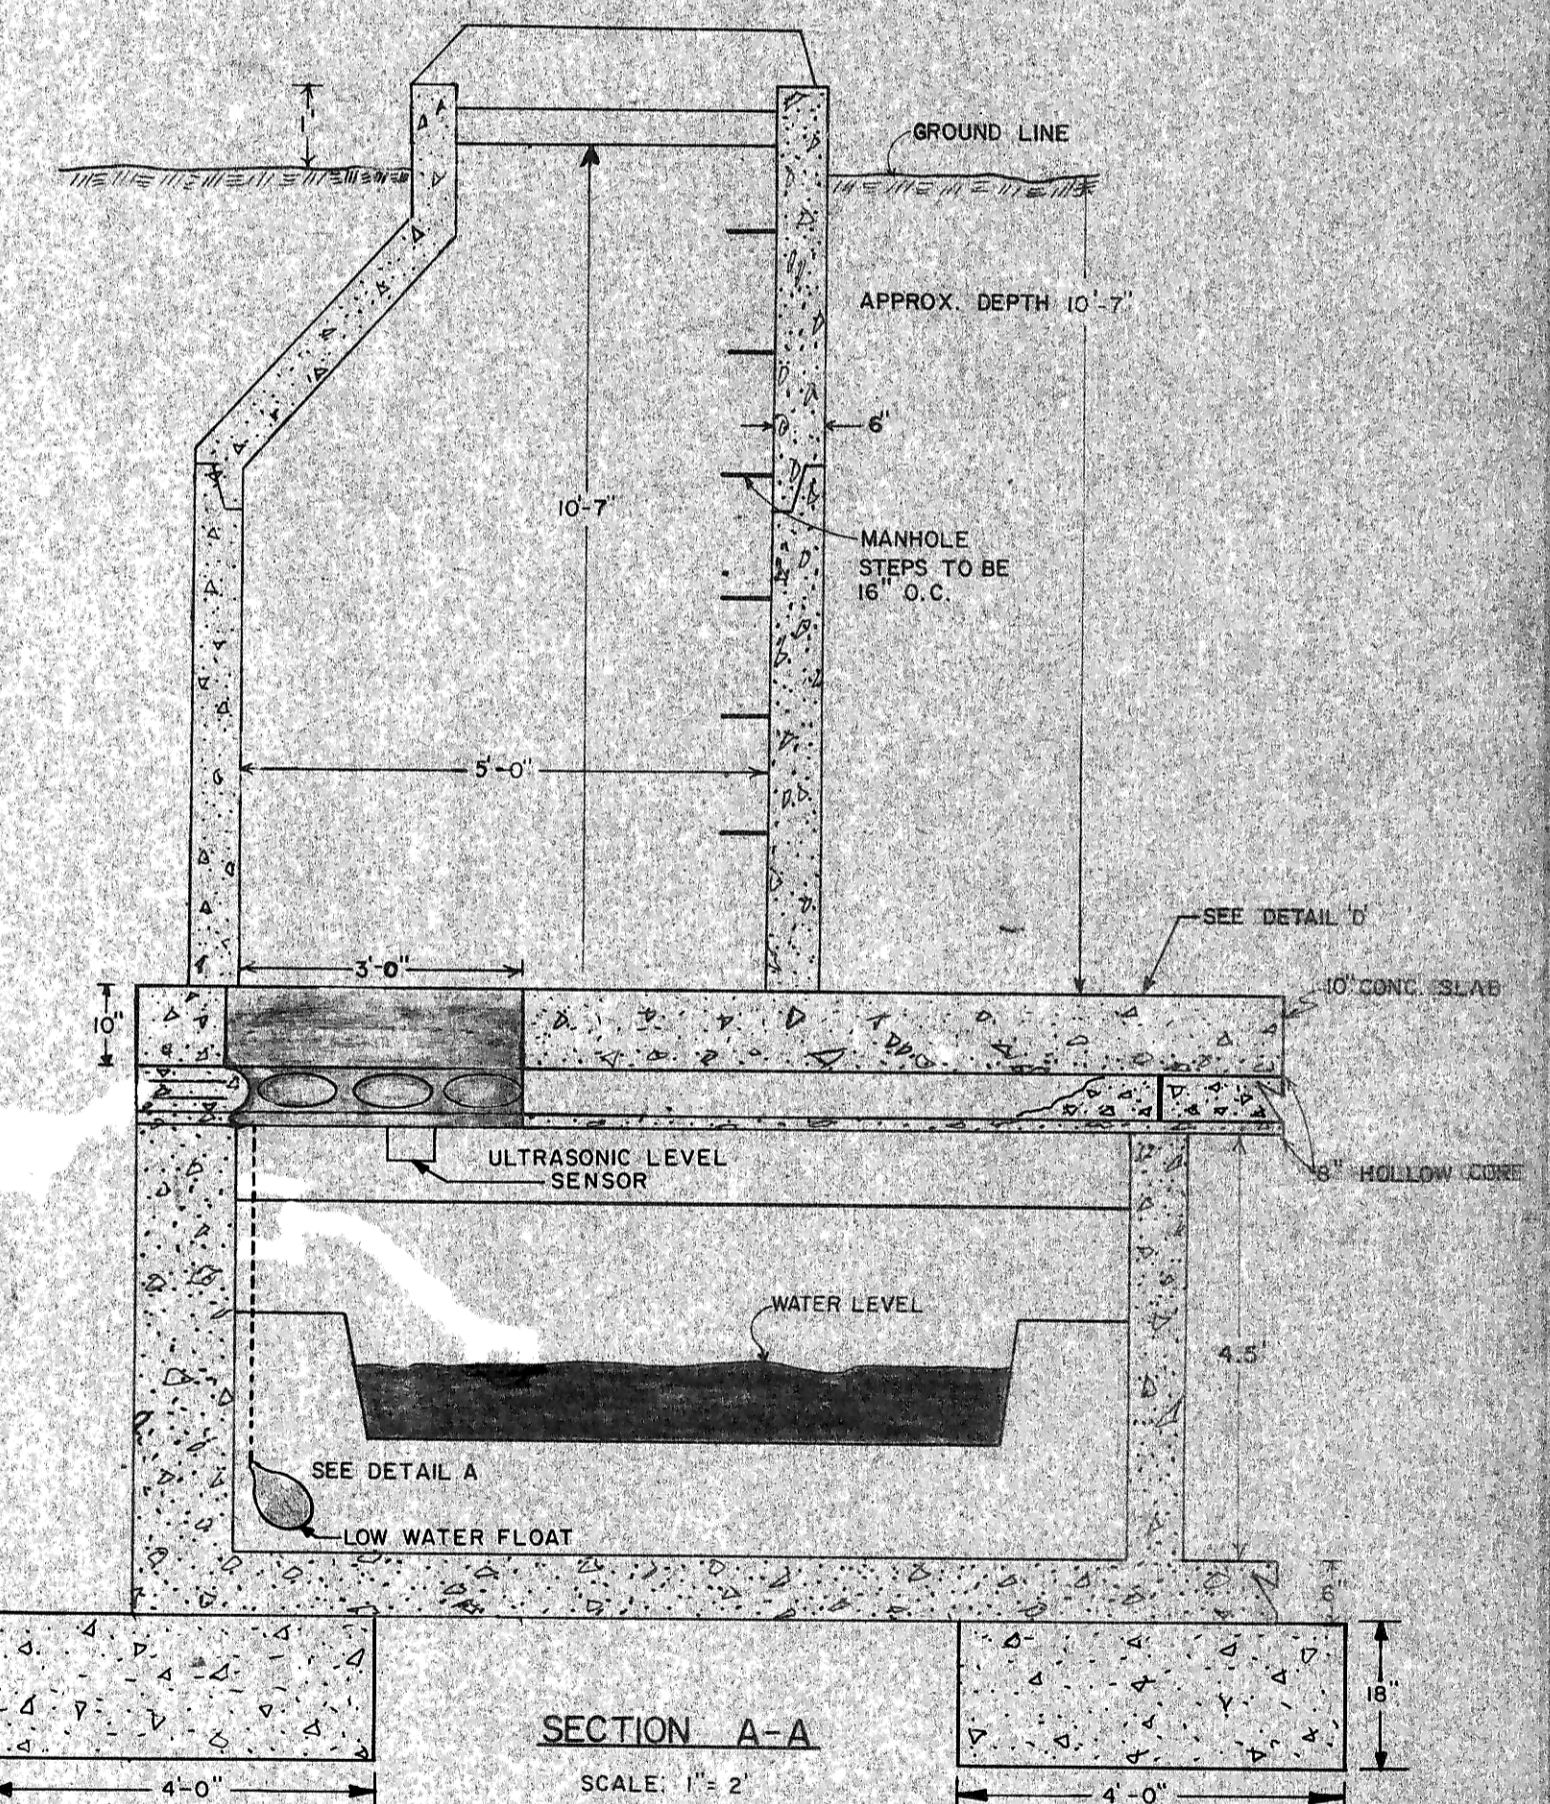 1'
GROUND LINE
APPROX. DEPTH 10'-7"
6"
10'-7"
MANHOLE
STEPS TO BE
16" O.C.
5'-0"
SEE DETAIL 'D'
3'-0"
10" CONC. SLAB
10"
8" HOLLOW CORE
ULTRASONIC LEVEL
SENSOR
WATER LEVEL
4.5'
SEE DETAIL A
LOW WATER FLOAT
6"
18"
SECTION A-A
SCALE: 1"= 2'
4'-0"
4'-0"